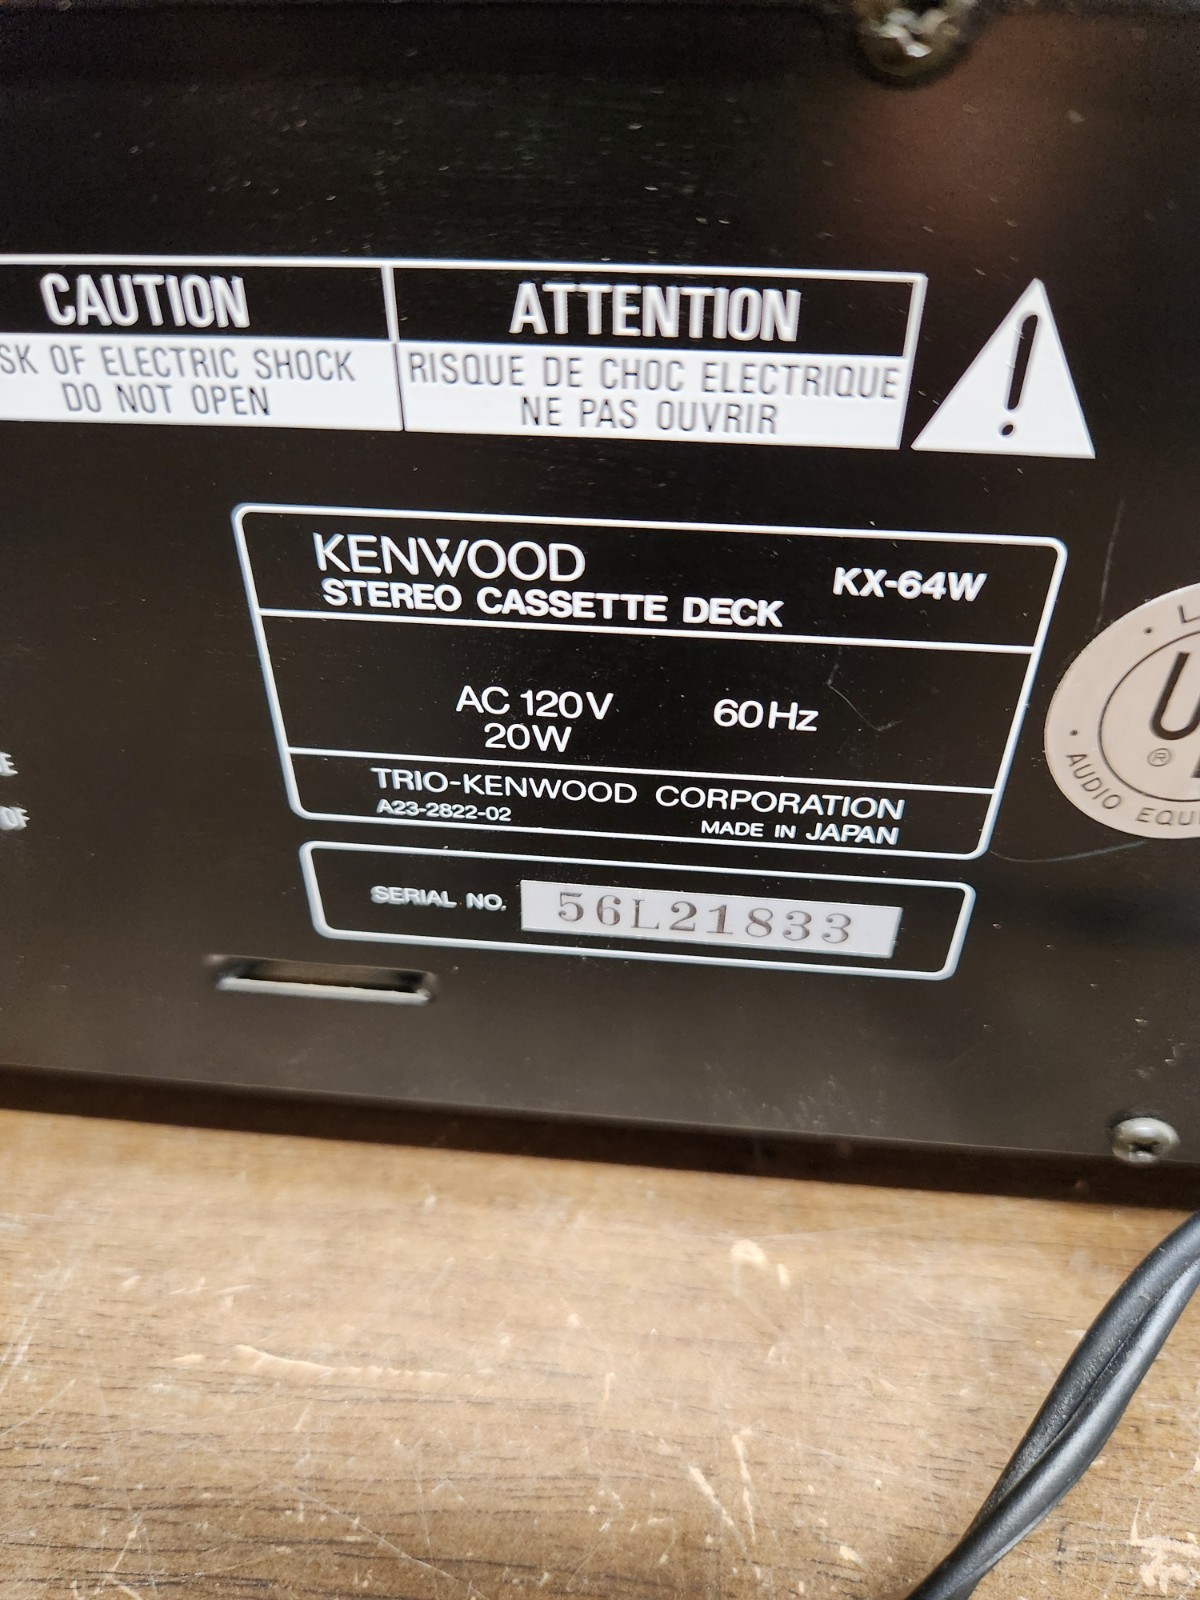 CAUTION
SK OF ELECTRIC SHOCK
DO NOT OPEN
ATTENTION
RISQUE DE CHOC ELECTRIQUE
NE PAS OUVRIR
KENWOOD
STEREO CASSETTE DECK
KX-64W
AC 120V 60Hz
20W
TRIO-KENWOOD CORPORATION
A23-2822-02
MADE IN JAPAN
SERIAL NO. 56L21833
OF
U
®
AUDIO EQU